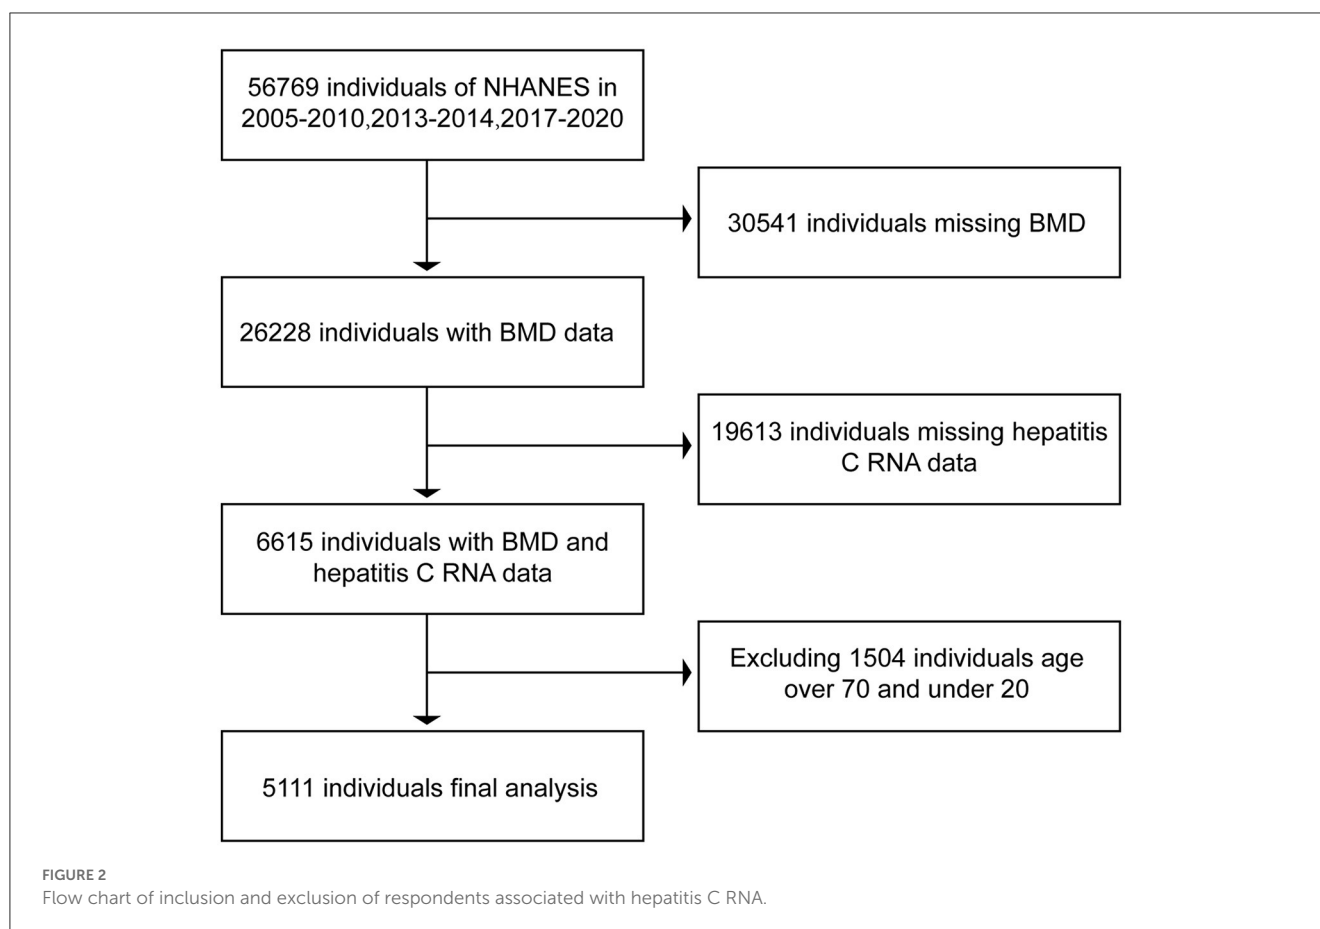 56769 individuals of NHANES in
2005-2010,2013-2014,2017-2020
30541 individuals missing BMD
26228 individuals with BMD data
19613 individuals missing hepatitis
C RNA data
6615 individuals with BMD and
hepatitis C RNA data
Excluding 1504 individuals age
over 70 and under 20
5111 individuals final analysis
FIGURE 2
Flow chart of inclusion and exclusion of respondents associated with hepatitis C RNA.